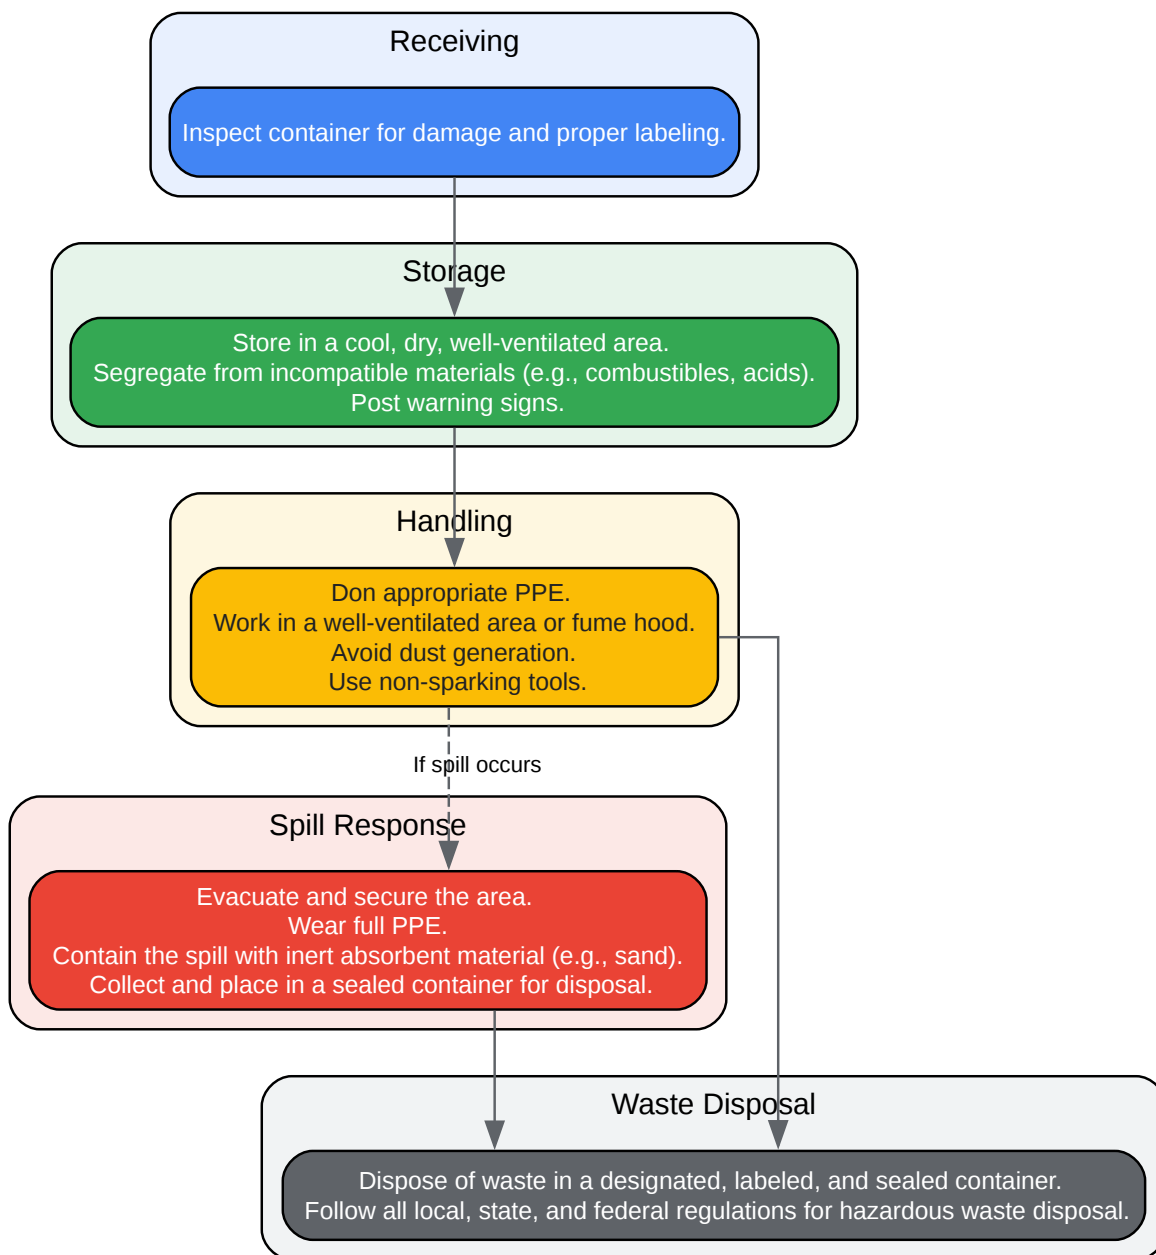 Receiving
Inspect container for damage and proper labeling.
Storage
Store in a cool, dry, well-ventilated area.
Segregate from incompatible materials (e.g., combustibles, acids).
Post warning signs.
Handling
Don appropriate PPE.
Work in a well-ventilated area or fume hood.
Avoid dust generation.
Use non-sparking tools.
If spill occurs
Spill Response
Evacuate and secure the area.
Wear full PPE.
Contain the spill with inert absorbent material (e.g., sand).
Collect and place in a sealed container for disposal.
Waste Disposal
Dispose of waste in a designated, labeled, and sealed container.
Follow all local, state, and federal regulations for hazardous waste disposal.